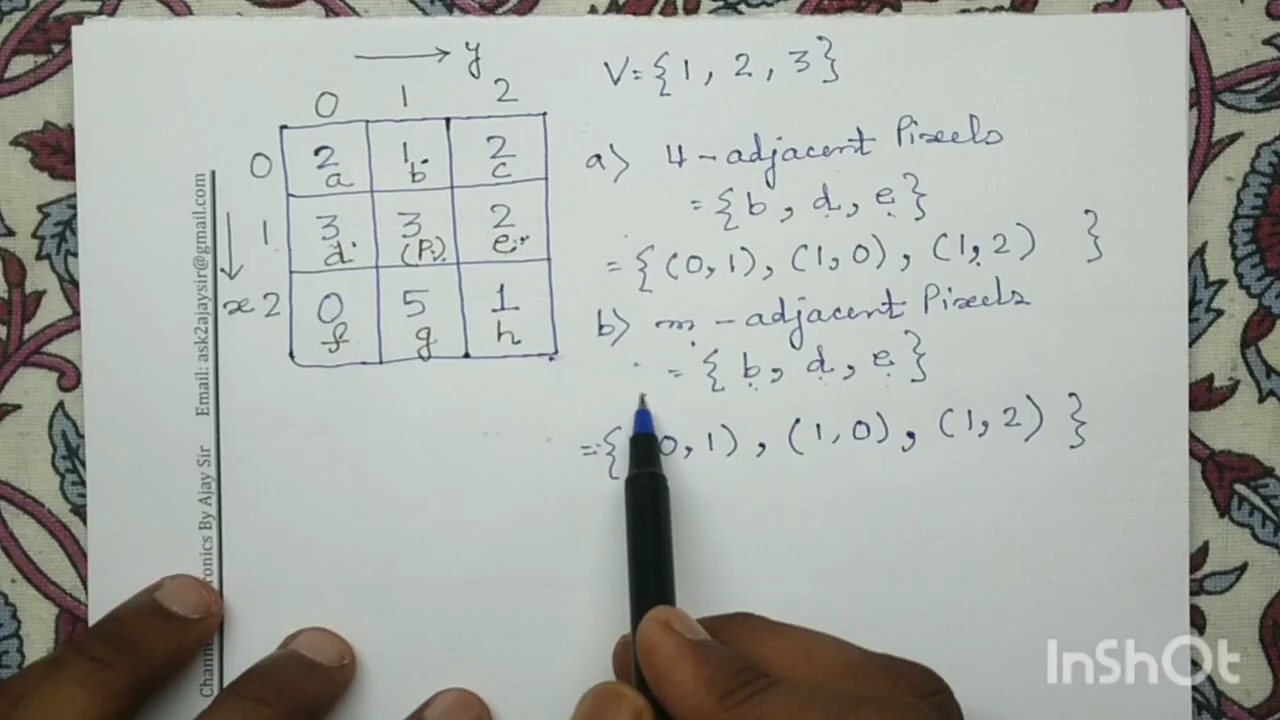 → y
0 1 2
0 2 a 1 b 2 c
1 3 d 3 (P) 2 e
x 2 0 f 5 g 1 h
V = {1, 2, 3}
a) 4-adjacent Pixels
= {b, d, e}
= {(0,1), (1,0), (1,2) }
b) m-adjacent Pixels
= {b, d, e}
= { 0,1), (1,0), (1,2) }
Email: ask2ajaysir@gmail.com
By Ajay Sir
InShOt